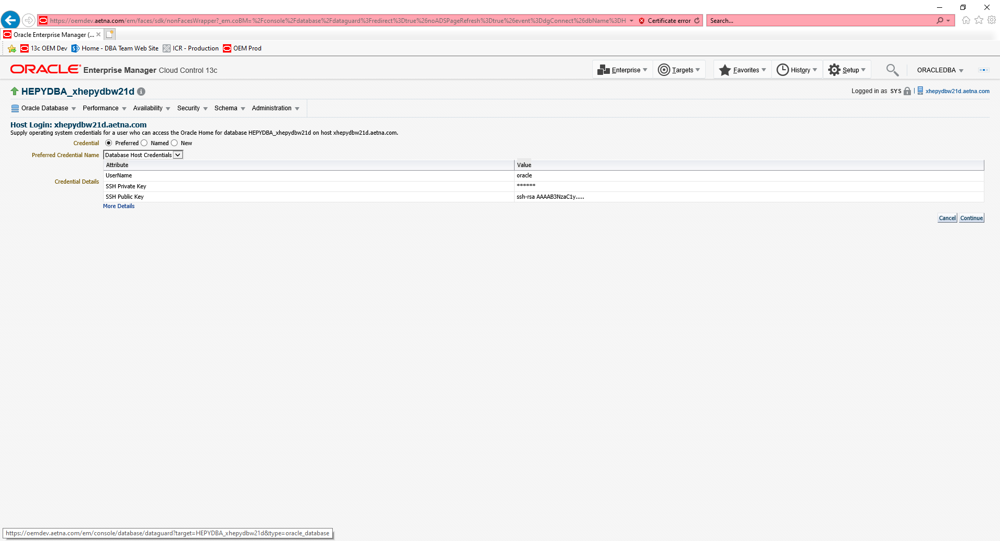 https://oemdev.aetna.com/em/faces/sdk/nonFacesWrapper?_em.coBM=%2Fconsole%2Fdatabase%2Fdataguard%3Fredirect%3Dtrue%26noADSPageRefresh%3Dtrue%26event%3DdgConnect%26dbName%3DH Certificate error Search...
Oracle Enterprise Manager (...
13c OEM Dev Home - DBA Team Web Site ICR - Production OEM Prod
ORACLE Enterprise Manager Cloud Control 13c Enterprise Targets Favorites History Setup ORACLEDBA
HEPYDBA_xhepydbw21d Logged in as SYS | xhepydbw21d.aetna.com
Oracle Database Performance Availability Security Schema Administration
Host Login: xhepydbw21d.aetna.com
Supply operating system credentials for a user who can access the Oracle Home for database HEPYDBA_xhepydbw21d on host xhepydbw21d.aetna.com.
Credential Preferred Named New
Preferred Credential Name Database Host Credentials
Attribute Value
UserName oracle
Credential Details
SSH Private Key ******
SSH Public Key ssh-rsa AAAAB3NzaC1y.....
More Details
Cancel Continue
https://oemdev.aetna.com/em/console/database/dataguard?target=HEPYDBA_xhepydbw21d&type=oracle_database